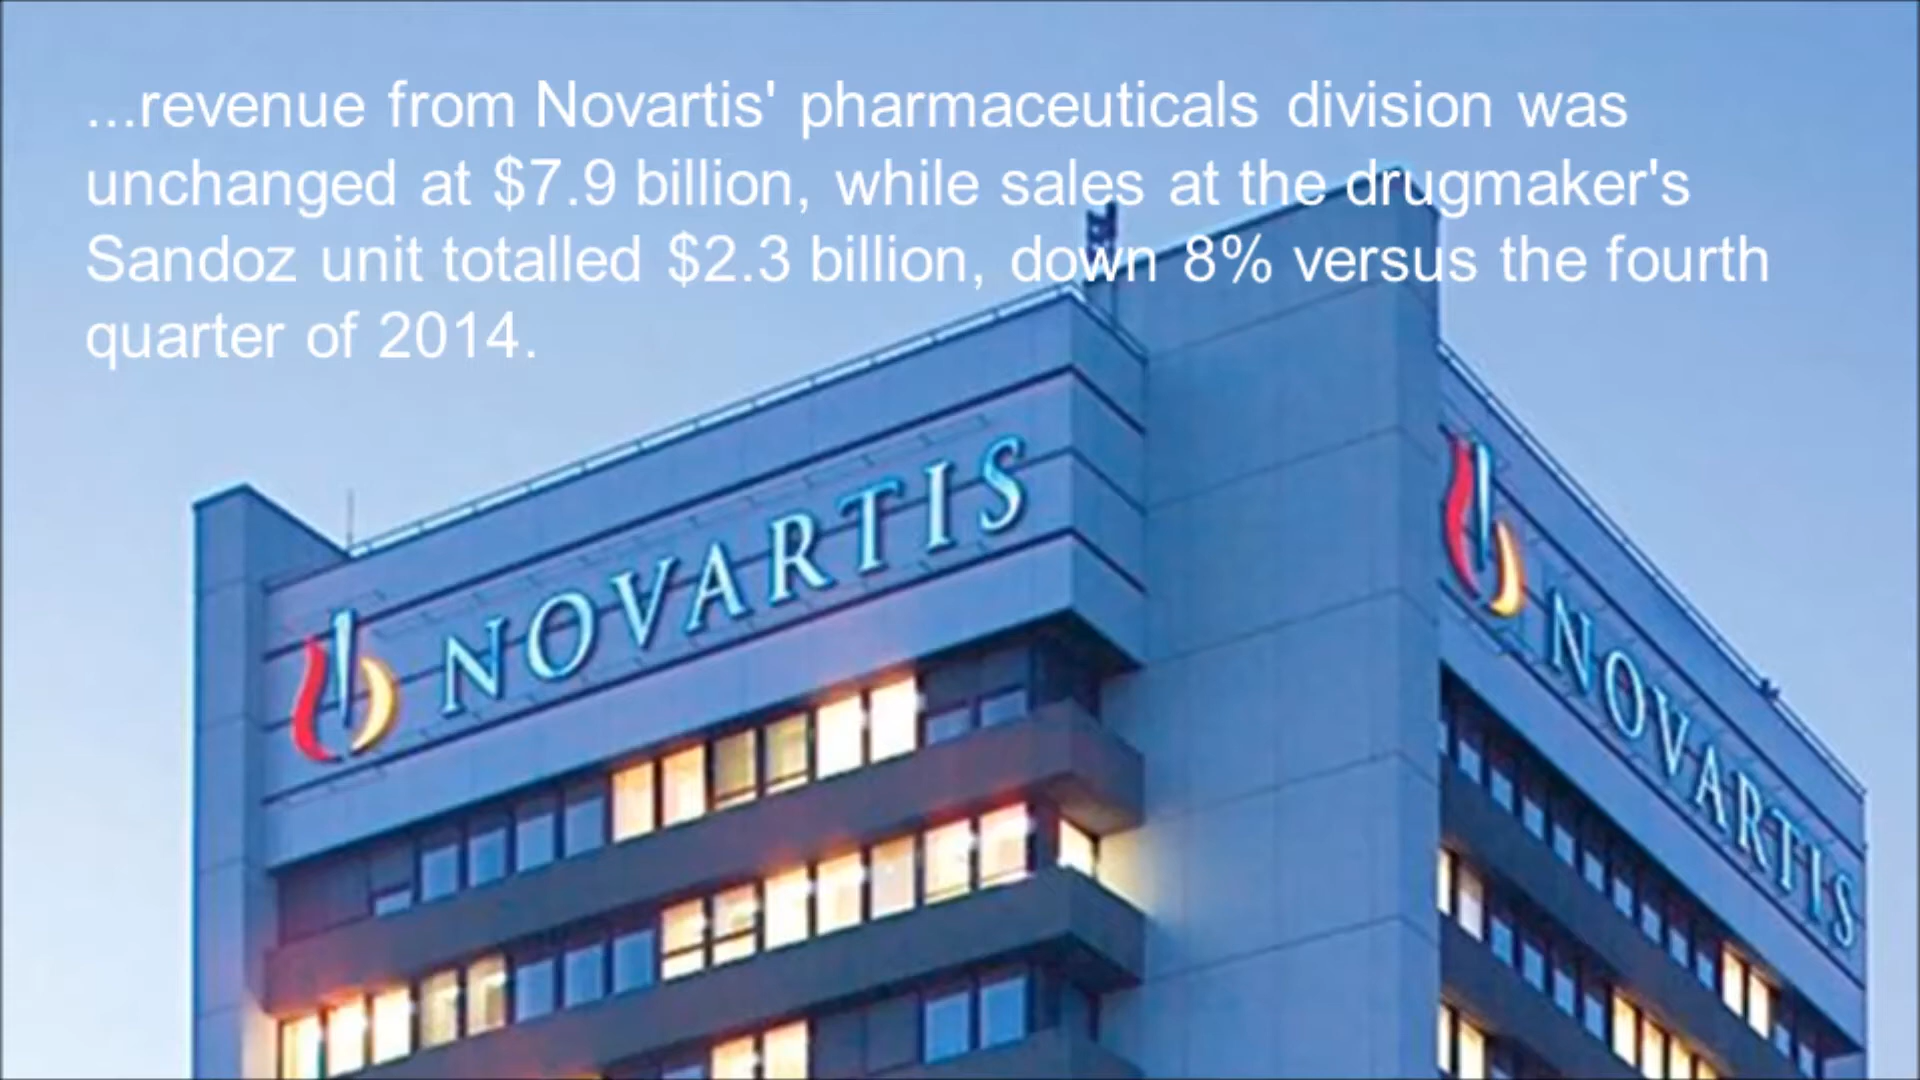 ...revenue from Novartis' pharmaceuticals division was
unchanged at $7.9 billion, while sales at the drugmaker's
Sandoz unit totalled $2.3 billion, down 8% versus the fourth
quarter of 2014.
NOVARTIS
NOVARTIS